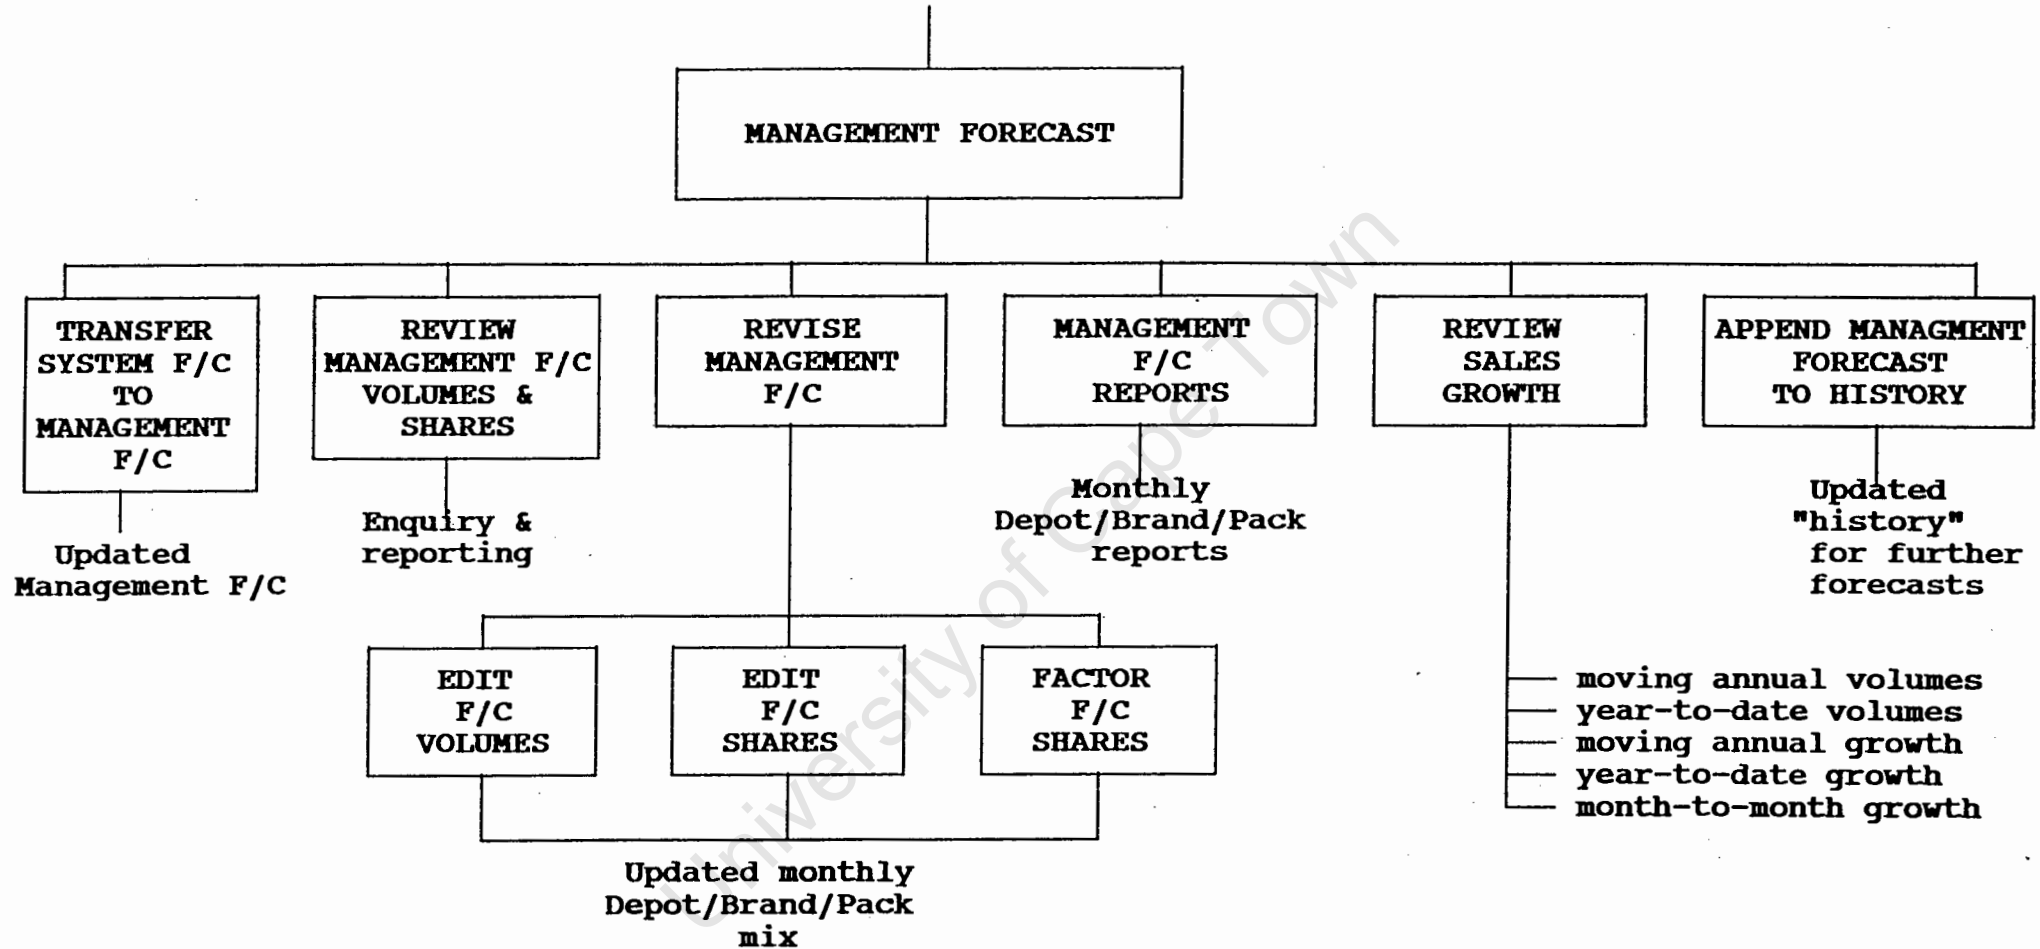 MANAGEMENT FORECAST
TRANSFER
SYSTEM F/C
TO
MANAGEMENT
F/C
Updated
Management F/C
REVIEW
MANAGEMENT F/C
VOLUMES &
SHARES
Enquiry &
reporting
REVISE
MANAGEMENT
F/C
EDIT
F/C
VOLUMES
EDIT
F/C
SHARES
FACTOR
F/C
SHARES
Updated monthly
Depot/Brand/Pack
mix
MANAGEMENT
F/C
REPORTS
Monthly
Depot/Brand/Pack
reports
REVIEW
SALES
GROWTH
moving annual volumes
year-to-date volumes
moving annual growth
year-to-date growth
month-to-month growth
APPEND MANAGMENT
FORECAST
TO HISTORY
Updated
"history"
for further
forecasts
University of Cape Town